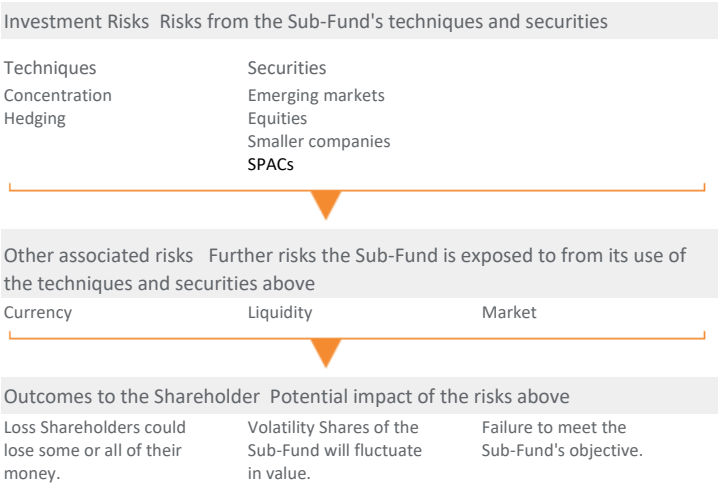 Investment Risks Risks from the Sub-Fund's techniques and securities
Techniques
Concentration
Hedging
Securities
Emerging markets
Equities
Smaller companies
SPACs
Other associated risks Further risks the Sub-Fund is exposed to from its use of
the techniques and securities above
Currency
Liquidity
Market
Outcomes to the Shareholder Potential impact of the risks above
Loss Shareholders could
lose some or all of their
money.
Volatility Shares of the
Sub-Fund will fluctuate
in value.
Failure to meet the
Sub-Fund's objective.